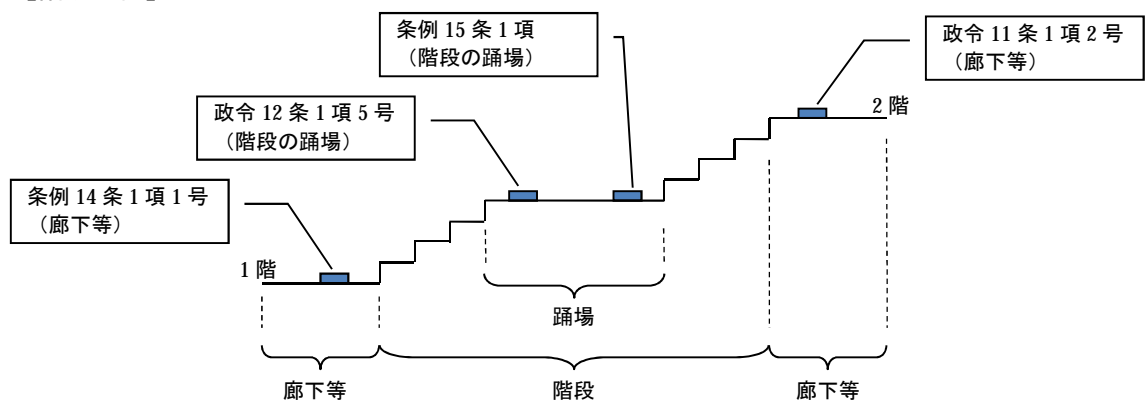 条例 15 条 1 項
（階段の踊場）
政令 11 条 1 項 2 号
（廊下等）
政令 12 条 1 項 5 号
（階段の踊場）
2 階
条例 14 条 1 項 1 号
（廊下等）
1 階
踊場
廊下等
階段
廊下等